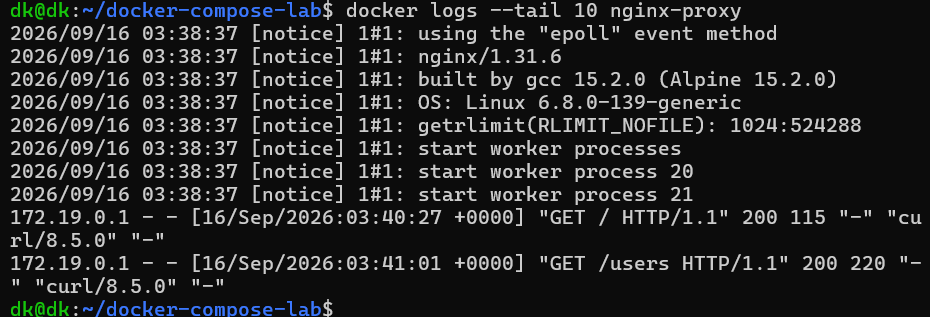 dk@dk:~/docker-compose-lab$ docker logs --tail 10 nginx-proxy
2026/09/16 03:38:37 [notice] 1#1: using the "epoll" event method
2026/09/16 03:38:37 [notice] 1#1: nginx/1.31.6
2026/09/16 03:38:37 [notice] 1#1: built by gcc 15.2.0 (Alpine 15.2.0)
2026/09/16 03:38:37 [notice] 1#1: OS: Linux 6.8.0-139-generic
2026/09/16 03:38:37 [notice] 1#1: getrlimit(RLIMIT_NOFILE): 1024:524288
2026/09/16 03:38:37 [notice] 1#1: start worker processes
2026/09/16 03:38:37 [notice] 1#1: start worker process 20
2026/09/16 03:38:37 [notice] 1#1: start worker process 21
172.19.0.1 - - [16/Sep/2026:03:40:27 +0000] "GET / HTTP/1.1" 200 115 "-" "cu
rl/8.5.0" "-"
172.19.0.1 - - [16/Sep/2026:03:41:01 +0000] "GET /users HTTP/1.1" 200 220 "-
" "curl/8.5.0" "-"
dk@dk:~/docker-compose-lab$